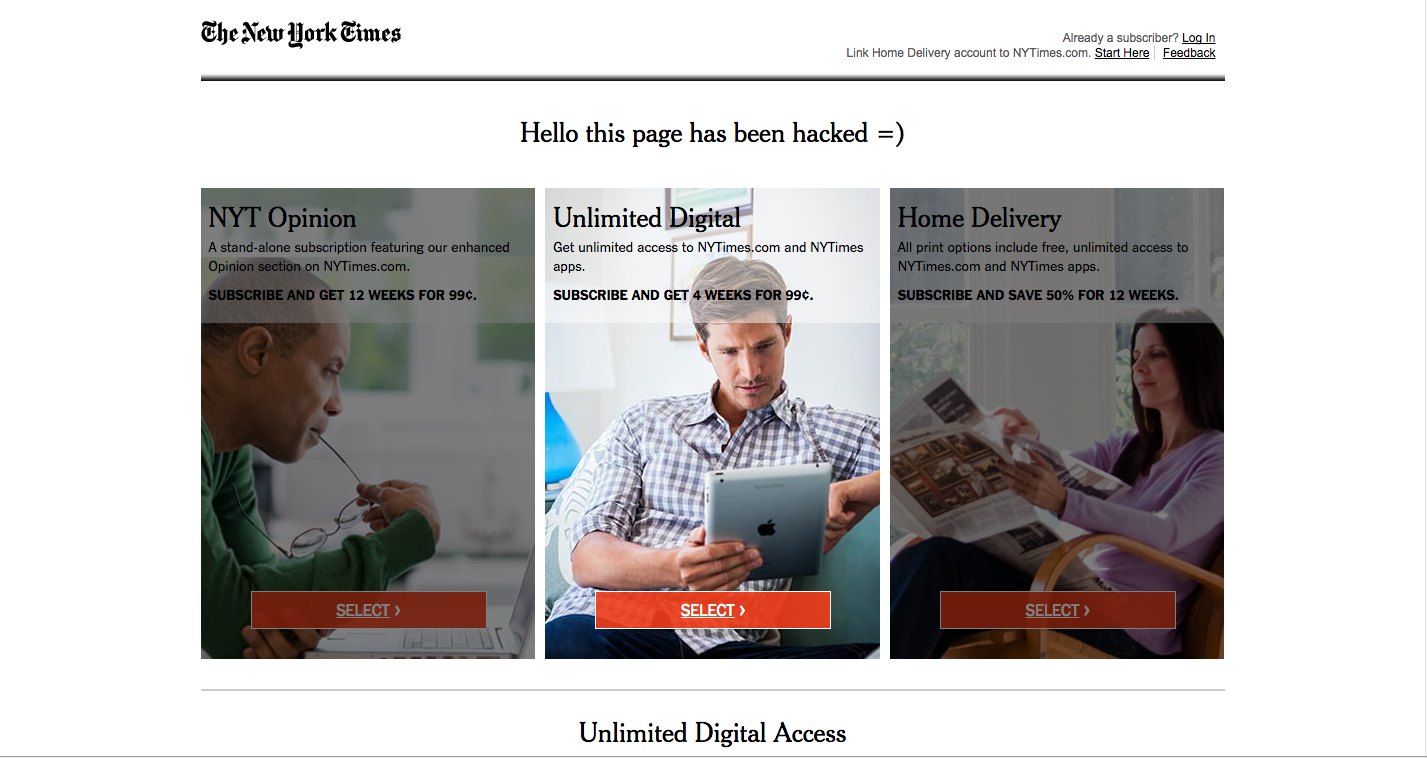 The New York Times
Already a subscriber? Log In
Link Home Delivery account to NYTimes.com. Start Here Feedback
Hello this page has been hacked =)
NYT Opinion
A stand-alone subscription featuring our enhanced
Opinion section on NYTimes.com.
SUBSCRIBE AND GET 12 WEEKS FOR 99¢.
SELECT ›
Unlimited Digital
Get unlimited access to NYTimes.com and NYTimes
apps.
SUBSCRIBE AND GET 4 WEEKS FOR 99¢.
SELECT ›
Home Delivery
All print options include free, unlimited access to
NYTimes.com and NYTimes apps.
SUBSCRIBE AND SAVE 50% FOR 12 WEEKS.
SELECT ›
Unlimited Digital Access